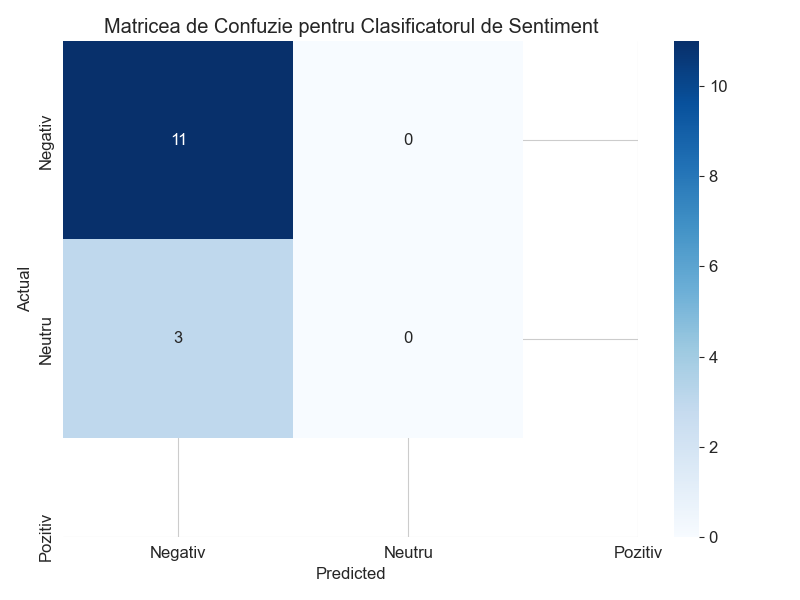 Matricea de Confuzie pentru Clasificatorul de Sentiment
Negativ
11
0
10
8
Actual
6
Neutru
3
0
4
2
Pozitiv
0
Negativ
Neutru
Pozitiv
Predicted